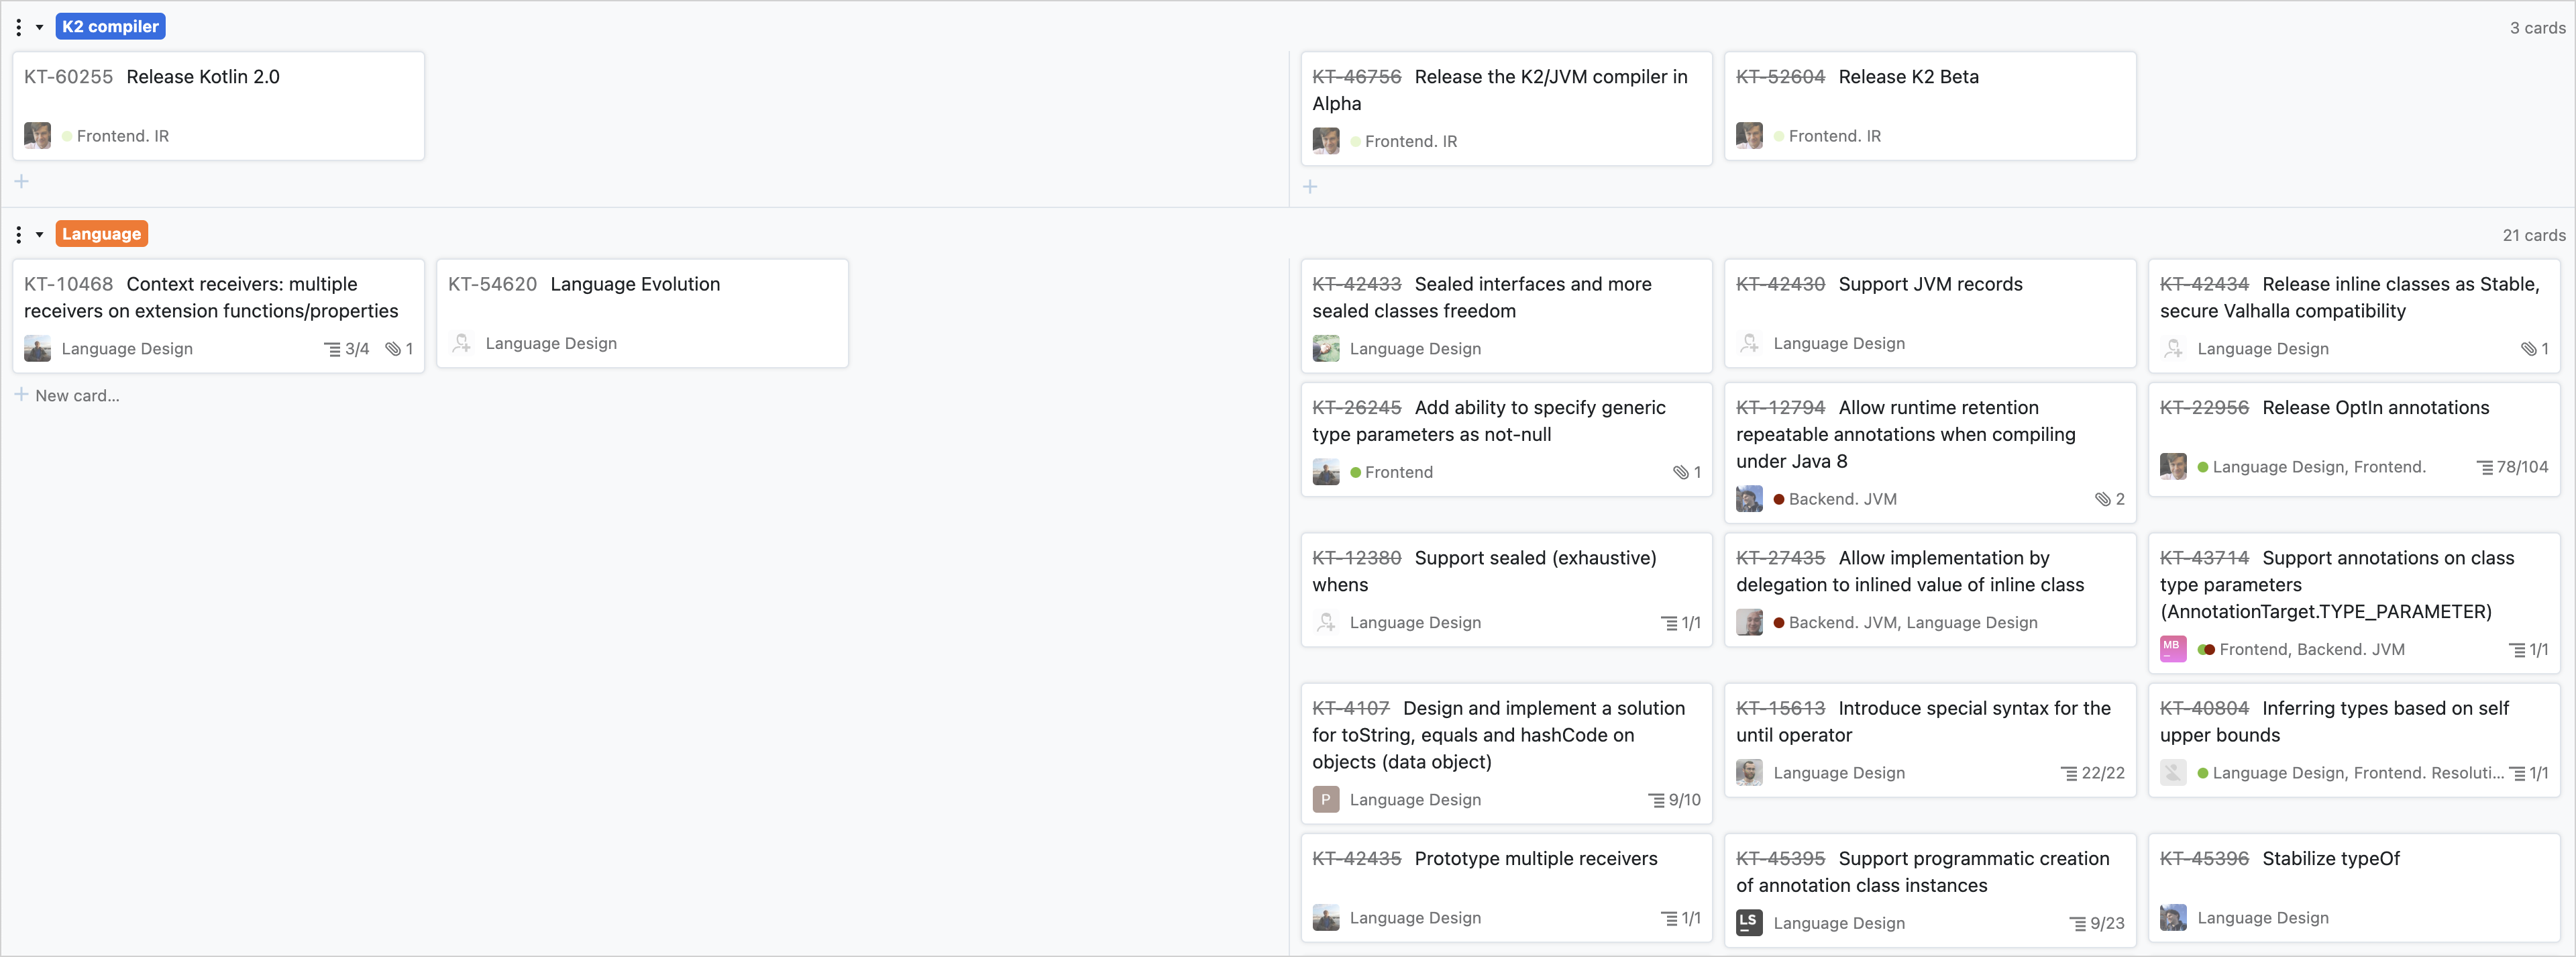 K2 compiler
3 cards
KT-60255 Release Kotlin 2.0
Frontend. IR
KT-46756 Release the K2/JVM compiler in
Alpha
Frontend. IR
KT-52604 Release K2 Beta
Frontend. IR
Language
21 cards
KT-10468 Context receivers: multiple
receivers on extension functions/properties
Language Design 3/4 1
KT-54620 Language Evolution
Language Design
New card...
KT-42433 Sealed interfaces and more
sealed classes freedom
Language Design
KT-42430 Support JVM records
Language Design
KT-42434 Release inline classes as Stable,
secure Valhalla compatibility
Language Design 1
KT-26245 Add ability to specify generic
type parameters as not-null
Frontend 1
KT-12794 Allow runtime retention
repeatable annotations when compiling
under Java 8
Backend. JVM 2
KT-22956 Release OptIn annotations
Language Design, Frontend. 78/104
KT-12380 Support sealed (exhaustive)
whens
Language Design 1/1
KT-27435 Allow implementation by
delegation to inlined value of inline class
Backend. JVM, Language Design
KT-43714 Support annotations on class
type parameters
(AnnotationTarget.TYPE_PARAMETER)
MB Frontend, Backend. JVM 1/1
KT-4107 Design and implement a solution
for toString, equals and hashCode on
objects (data object)
P Language Design 9/10
KT-15613 Introduce special syntax for the
until operator
Language Design 22/22
KT-40804 Inferring types based on self
upper bounds
Language Design, Frontend. Resoluti... 1/1
KT-42435 Prototype multiple receivers
Language Design 1/1
KT-45395 Support programmatic creation
of annotation class instances
LS Language Design 9/23
KT-45396 Stabilize typeOf
Language Design